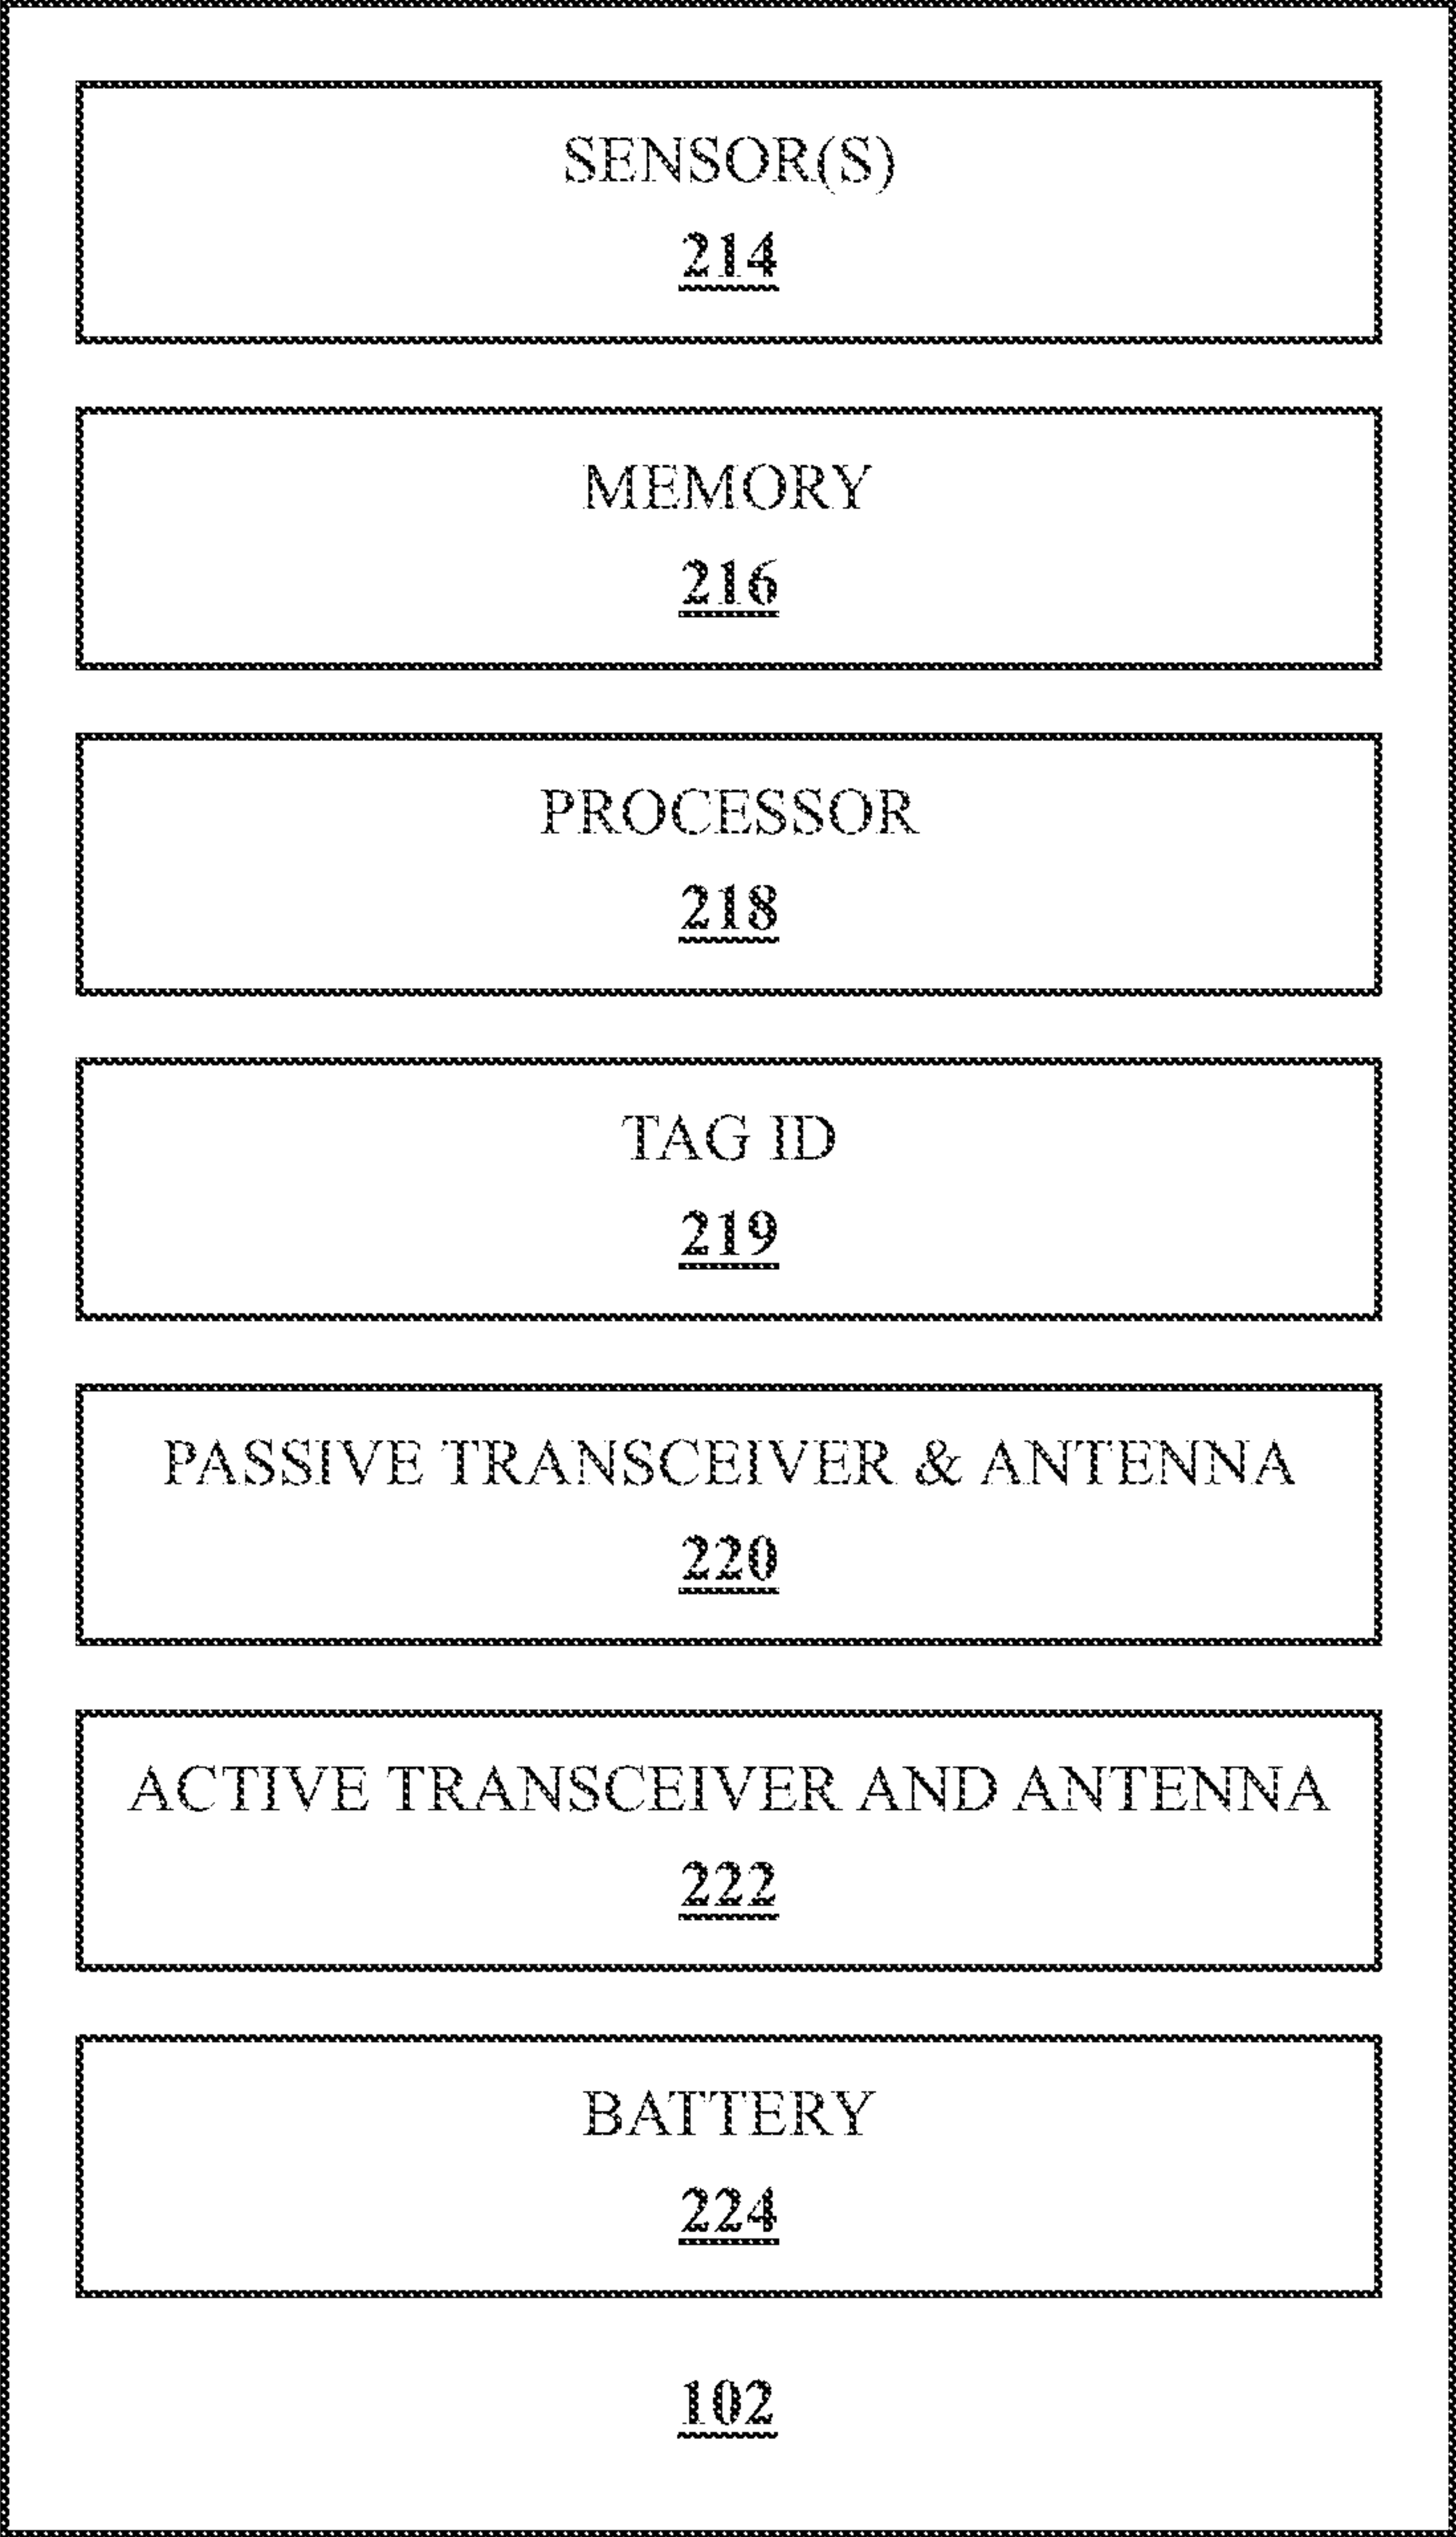 SENSOR(S)
214
MEMORY
216
PROCESSOR
218
TAG ID
219
PASSIVE TRANSCEIVER & ANTENNA
220
ACTIVE TRANSCEIVER AND ANTENNA
222
BATTERY
224
102